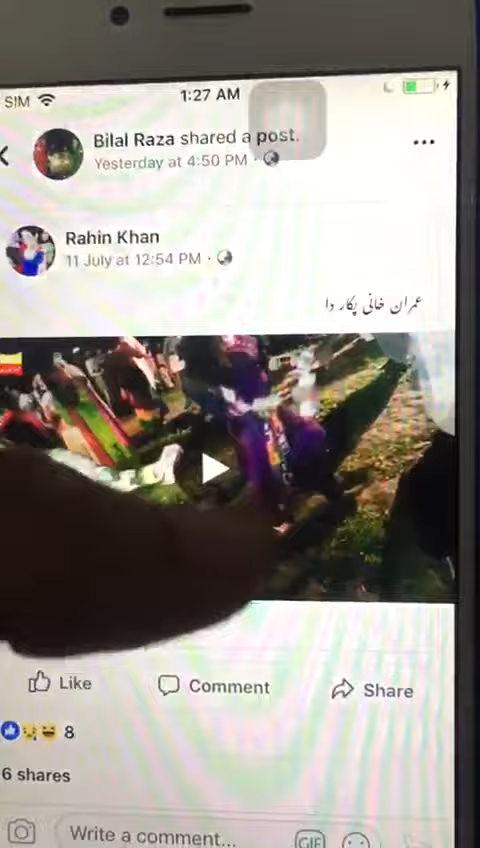 SIM
1:27 AM
Bilal Raza shared a post.
Yesterday at 4:50 PM ·
Rahin Khan
11 July at 12:54 PM ·
عمران خانی پکار دا
Like Comment Share
8
6 shares
Write a comment... GIF